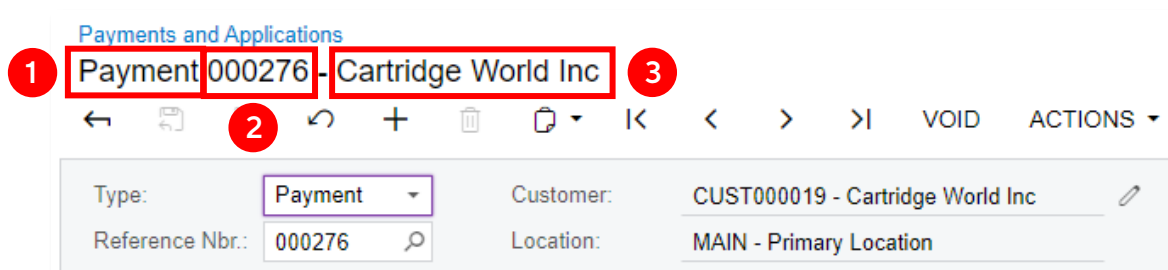 Payments and Applications
1 Payment 000276 - Cartridge World Inc 3
2 VOID ACTIONS
Type: Payment Customer: CUST000019 - Cartridge World Inc
Reference Nbr.: 000276 Location: MAIN - Primary Location